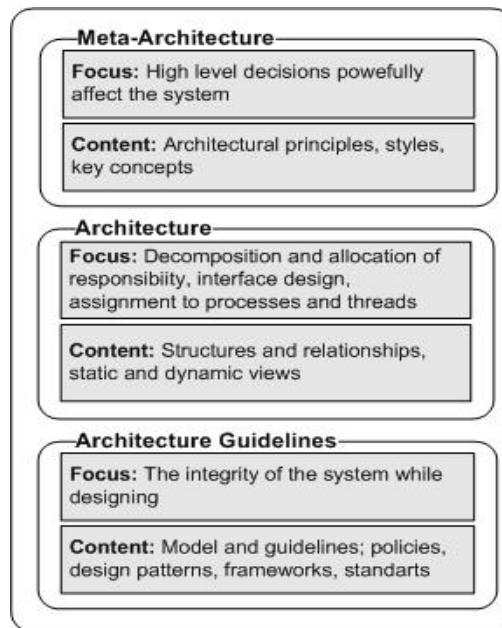 Meta-Architecture
Focus: High level decisions powefully
affect the system
Content: Architectural principles, styles,
key concepts
Architecture
Focus: Decomposition and allocation of
responsibiity, interface design,
assignment to processes and threads
Content: Structures and relationships,
static and dynamic views
Architecture Guidelines
Focus: The integrity of the system while
designing
Content: Model and guidelines; policies,
design patterns, frameworks, standarts